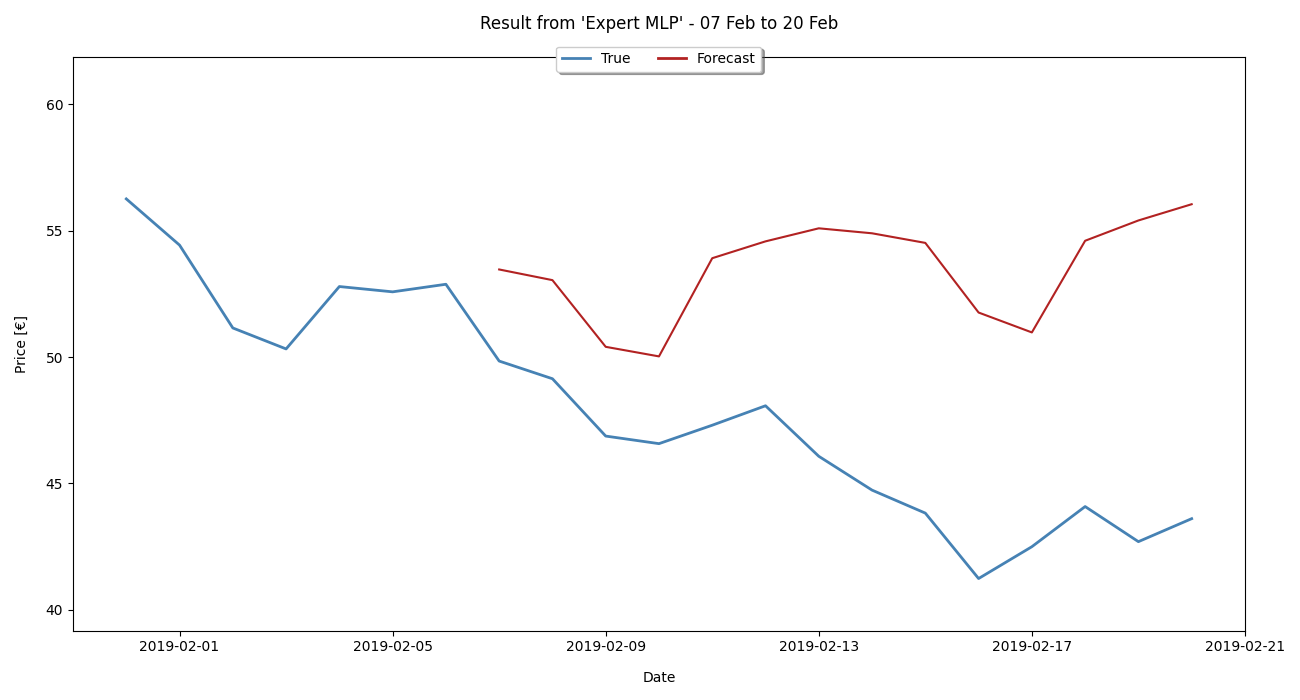 Result from 'Expert MLP' - 07 Feb to 20 Feb
True Forecast
60
55
50
45
40
Price [€]
2019-02-01 2019-02-05 2019-02-09 2019-02-13 2019-02-17 2019-02-21
Date